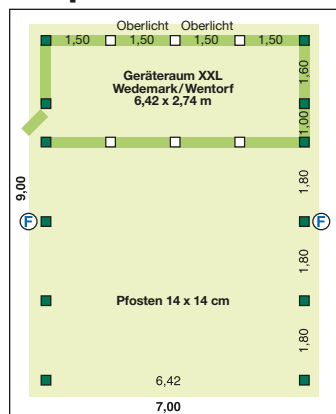 Oberlicht Oberlicht
1,50 1,50 1,50 1,50
Geräteraum XXL
Wedemark/Wentorf
6,42 x 2,74 m
1,60
1,00
9,00
1,80
F F
1,80
Pfosten 14 x 14 cm
1,80
6,42
7,00